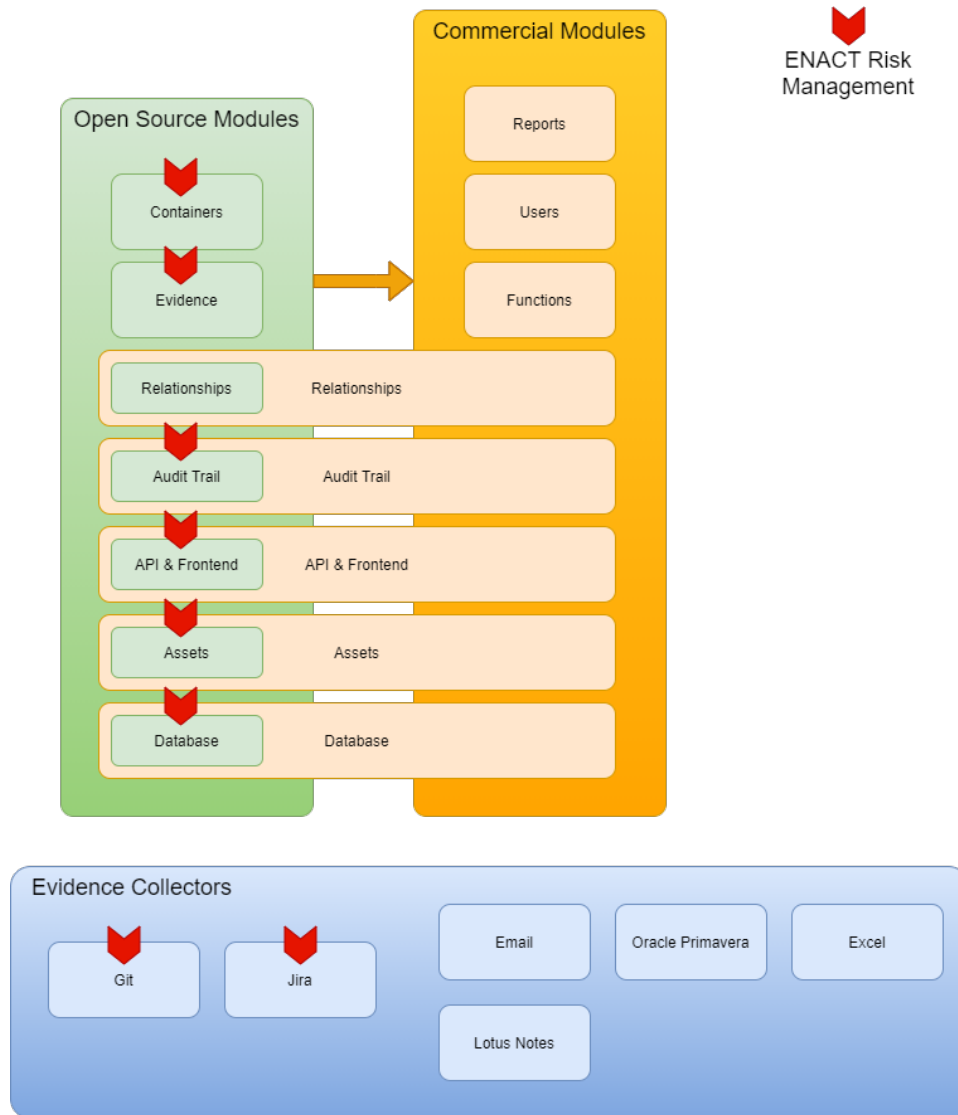 Commercial Modules
ENACT Risk
Management
Open Source Modules
Reports
Containers
Users
Evidence
Functions
Relationships
Relationships
Audit Trail
Audit Trail
API & Frontend
API & Frontend
Assets
Assets
Database
Database
Evidence Collectors
Email
Oracle Primavera
Excel
Git
Jira
Lotus Notes